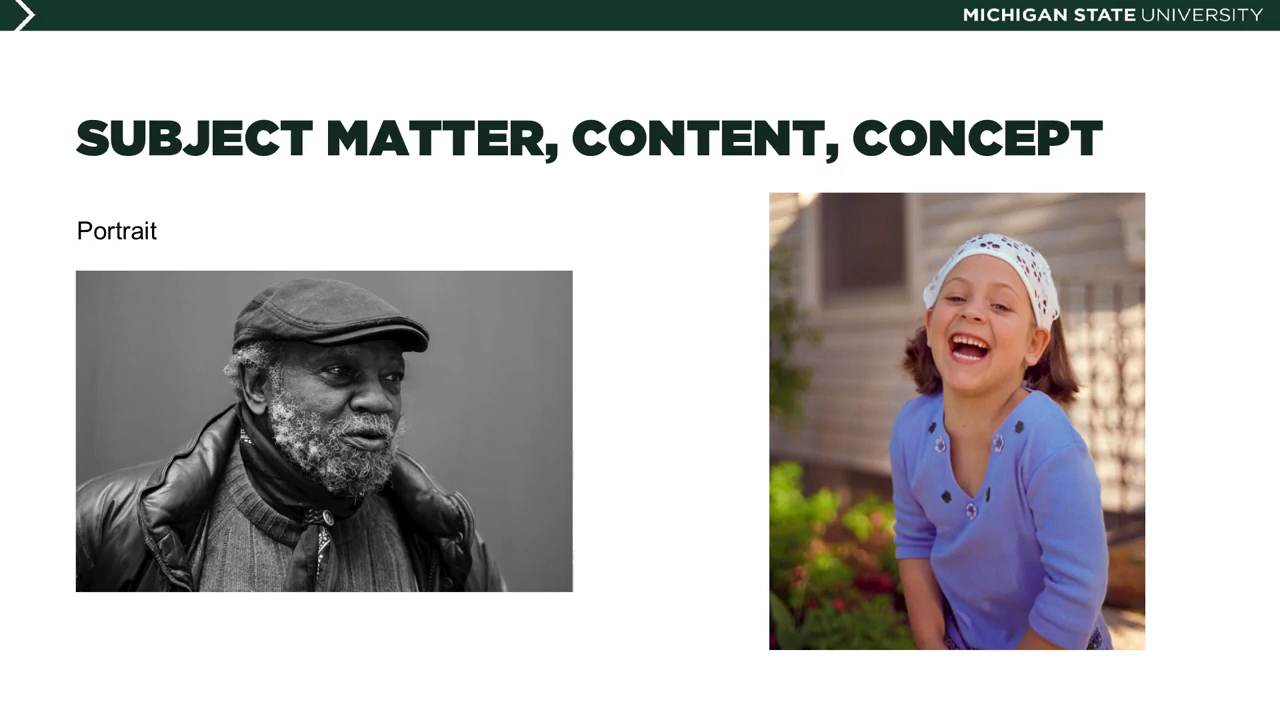 MICHIGAN STATE UNIVERSITY
SUBJECT MATTER, CONTENT, CONCEPT
Portrait